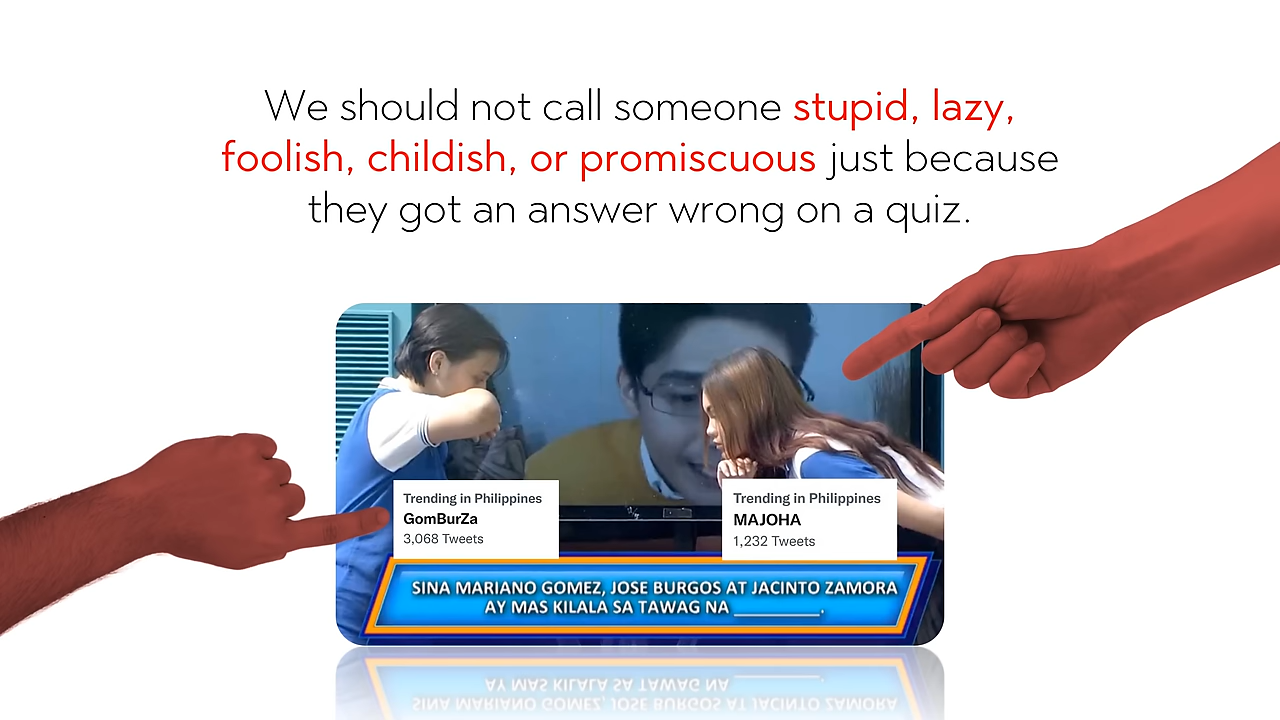 We should not call someone stupid, lazy,
foolish, childish, or promiscuous just because
they got an answer wrong on a quiz.
Trending in Philippines
GomBurZa
3,068 Tweets
Trending in Philippines
MAJOHA
1,232 Tweets
SINA MARIANO GOMEZ, JOSE BURGOS AT JACINTO ZAMORA
AY MAS KILALA SA TAWAG NA __________.